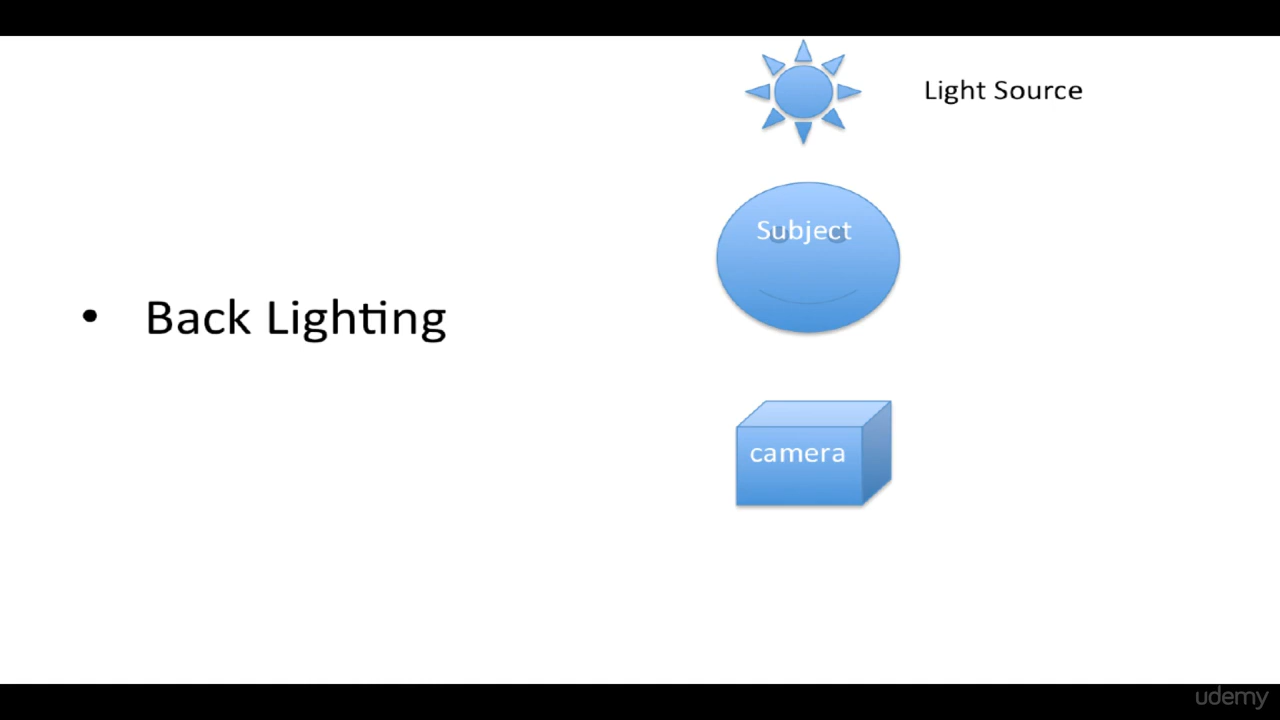 Light Source
Subject
• Back Lighting
camera
udemy